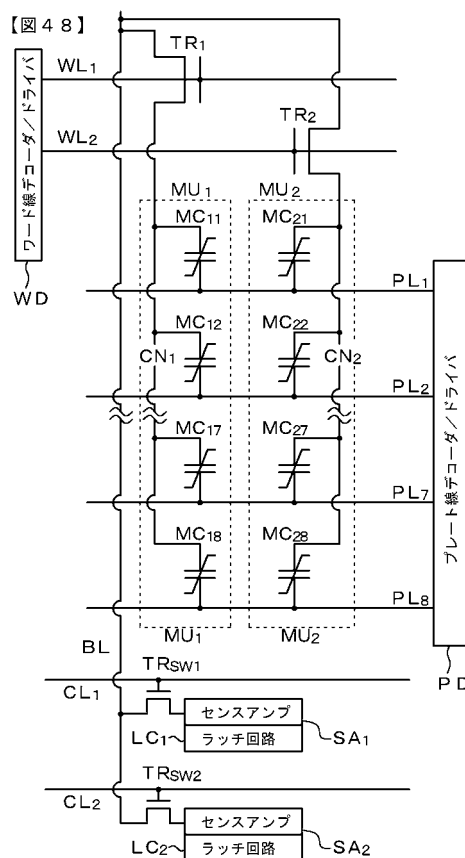 【図48】
TR1
WL1
TR2
WL2
ワード線デコーダ/ドライバ
WD
MU1
MU2
MC11
MC21
PL1
MC12
MC22
CN1
CN2
PL2
MC17
MC27
PL7
MC18
MC28
PL8
MU1
MU2
プレート線デコーダ/ドライバ
PD
BL
TRSW1
CL1
センスアンプ
LC1
ラッチ回路
SA1
TRSW2
CL2
センスアンプ
LC2
ラッチ回路
SA2